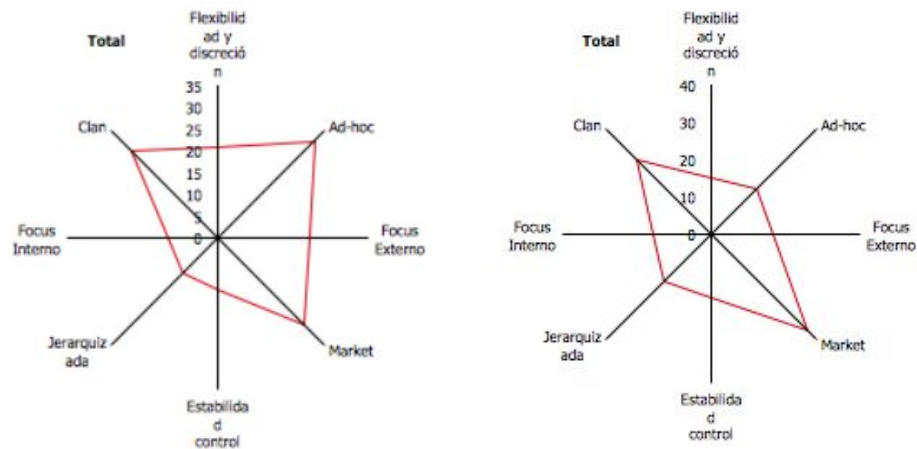 Total
Flexibilid
ad y
discreció
n
35
30
25
20
15
10
5
0
Clan
Ad-hoc
Focus
Interno
Focus
Externo
Jerarquiz
ada
Market
Estabilida
d
control
Total
Flexibilid
ad y
discreció
n
40
30
20
10
0
Clan
Ad-hoc
Focus
Interno
Focus
Externo
Jerarquiz
ada
Market
Estabilida
d
control